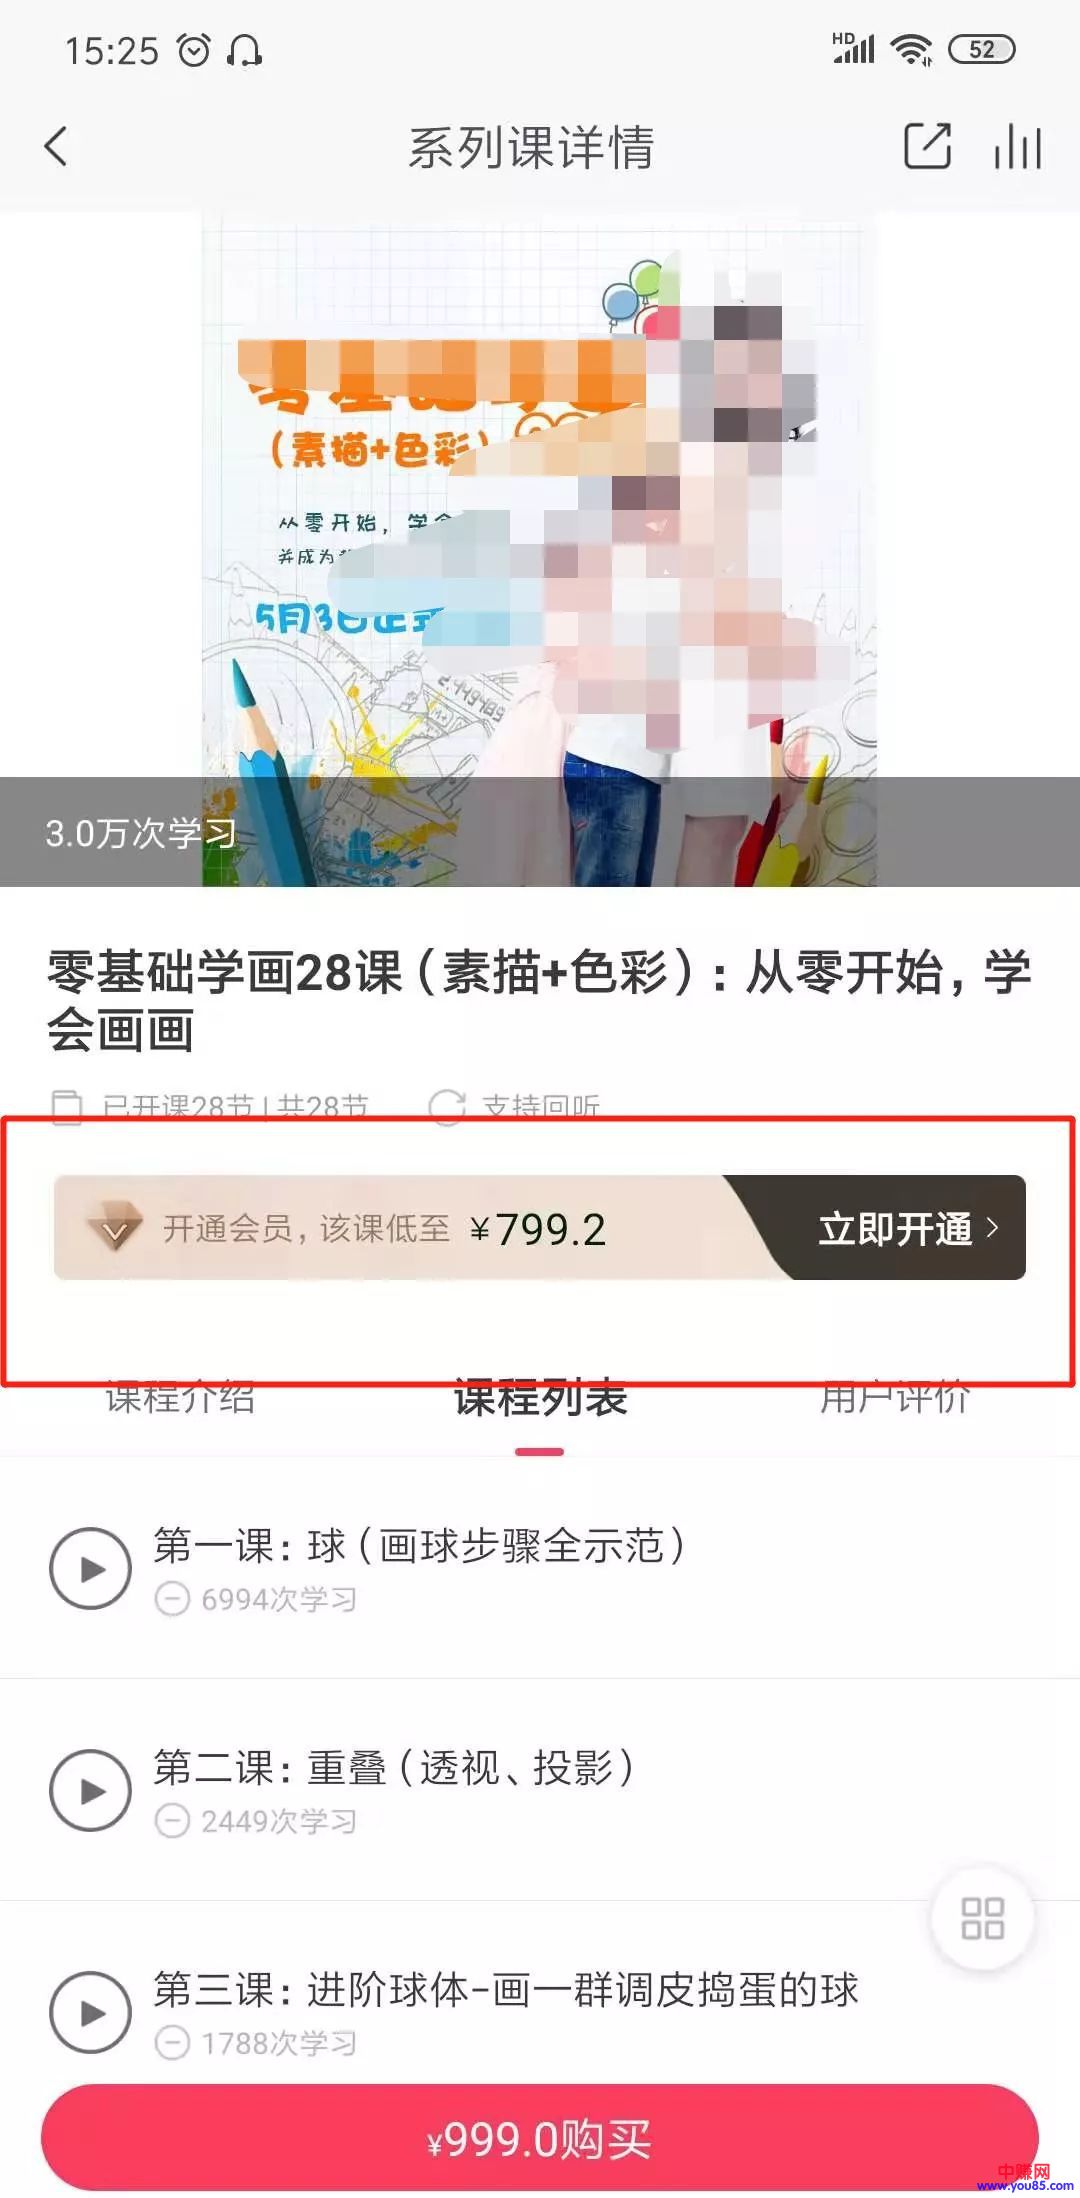 15:25
HD
52
系列课详情
(素描+色彩)
从零开始，学
并成为
5月3日正式
3.0万次学习
零基础学画28课（素描+色彩）：从零开始，学
会画画
已开课28节 | 共28节 支持回听
开通会员，该课低至 ¥799.2 立即开通
课程介绍 课程列表 用户评价
第一课：球（画球步骤全示范）
6994次学习
第二课：重叠（透视、投影）
2449次学习
第三课：进阶球体-画一群调皮捣蛋的球
1788次学习
¥999.0购买
中赚网
www.you85.com